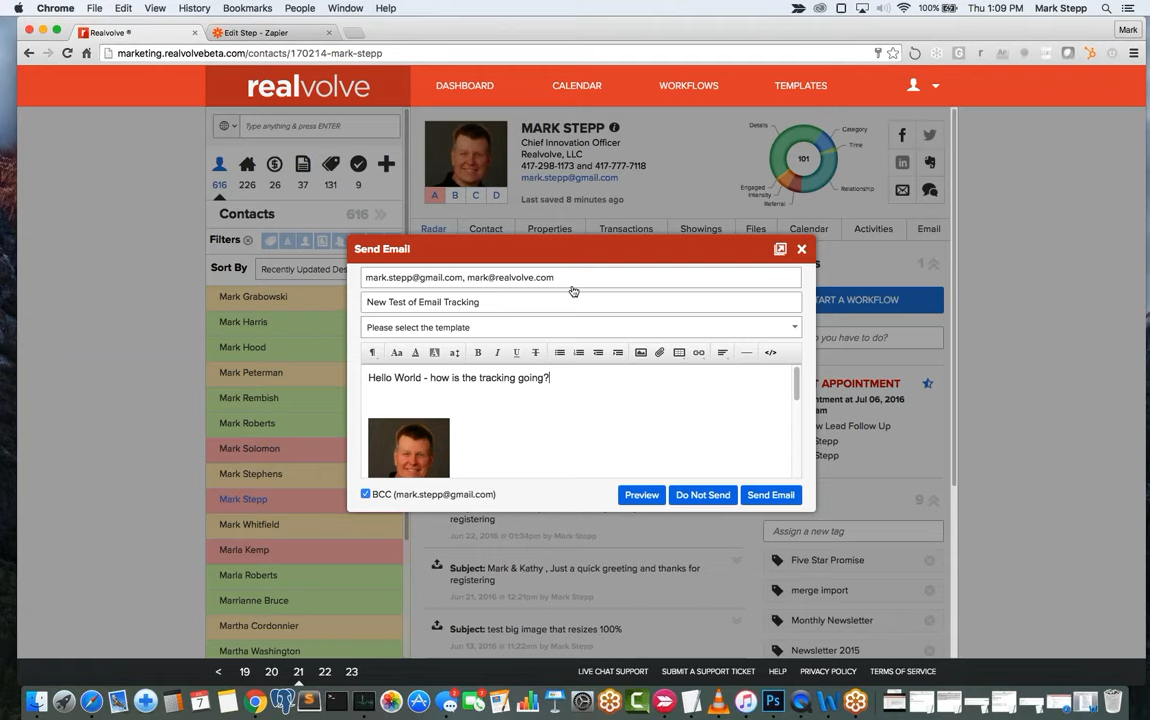 Chrome File Edit View History Bookmarks People Window Help 100% Thu 1:09 PM Mark Stepp
Realvolve ® Edit Step - Zapier Mark
marketing.realvolvebeta.com/contacts/170214-mark-stepp
realvolve DASHBOARD CALENDAR WORKFLOWS TEMPLATES
Type anything & press ENTER
616 226 26 37 131 9
Contacts 616
Filters
Sort By Recently Updated Des
Mark Grabowski
Mark Harris
Mark Hood
Mark Peterman
Mark Rembish
Mark Roberts
Mark Solomon
Mark Stephens
Mark Stepp
Mark Whitfield
Marla Kemp
Marla Roberts
Marrianne Bruce
Martha Cordonnier
Martha Washington
< 19 20 21 22 23
MARK STEPP
Chief Innovation Officer
Realvolve, LLC
417-298-1173 and 417-777-7118
mark.stepp@gmail.com
Last saved 8 minutes ago
A B C D
Details Category
Time
101
Engaged
Intensity Relationship
Referral
Radar Contact Properties Transactions Showings Files Calendar Activities Email
Send Email
mark.stepp@gmail.com, mark@realvolve.com
New Test of Email Tracking
Please select the template
Hello World - how is the tracking going?
BCC (mark.stepp@gmail.com) Preview Do Not Send Send Email
1
TART A WORKFLOW
ou have to do?
T APPOINTMENT
ntment at Jul 06, 2016
am
w Lead Follow Up
Stepp
Stepp
9
Assign a new tag
Five Star Promise
merge import
Monthly Newsletter
Newsletter 2015
registering
Jun 22, 2016 @ 01:34pm by Mark Stepp
Subject: Mark & Kathy , Just a quick greeting and thanks for
registering
Jun 21, 2016 @ 12:21pm by Mark Stepp
Subject: test big image that resizes 100%
Jun 13, 2016 @ 11:22am by Mark Stepp
LIVE CHAT SUPPORT SUBMIT A SUPPORT TICKET HELP PRIVACY POLICY TERMS OF SERVICE